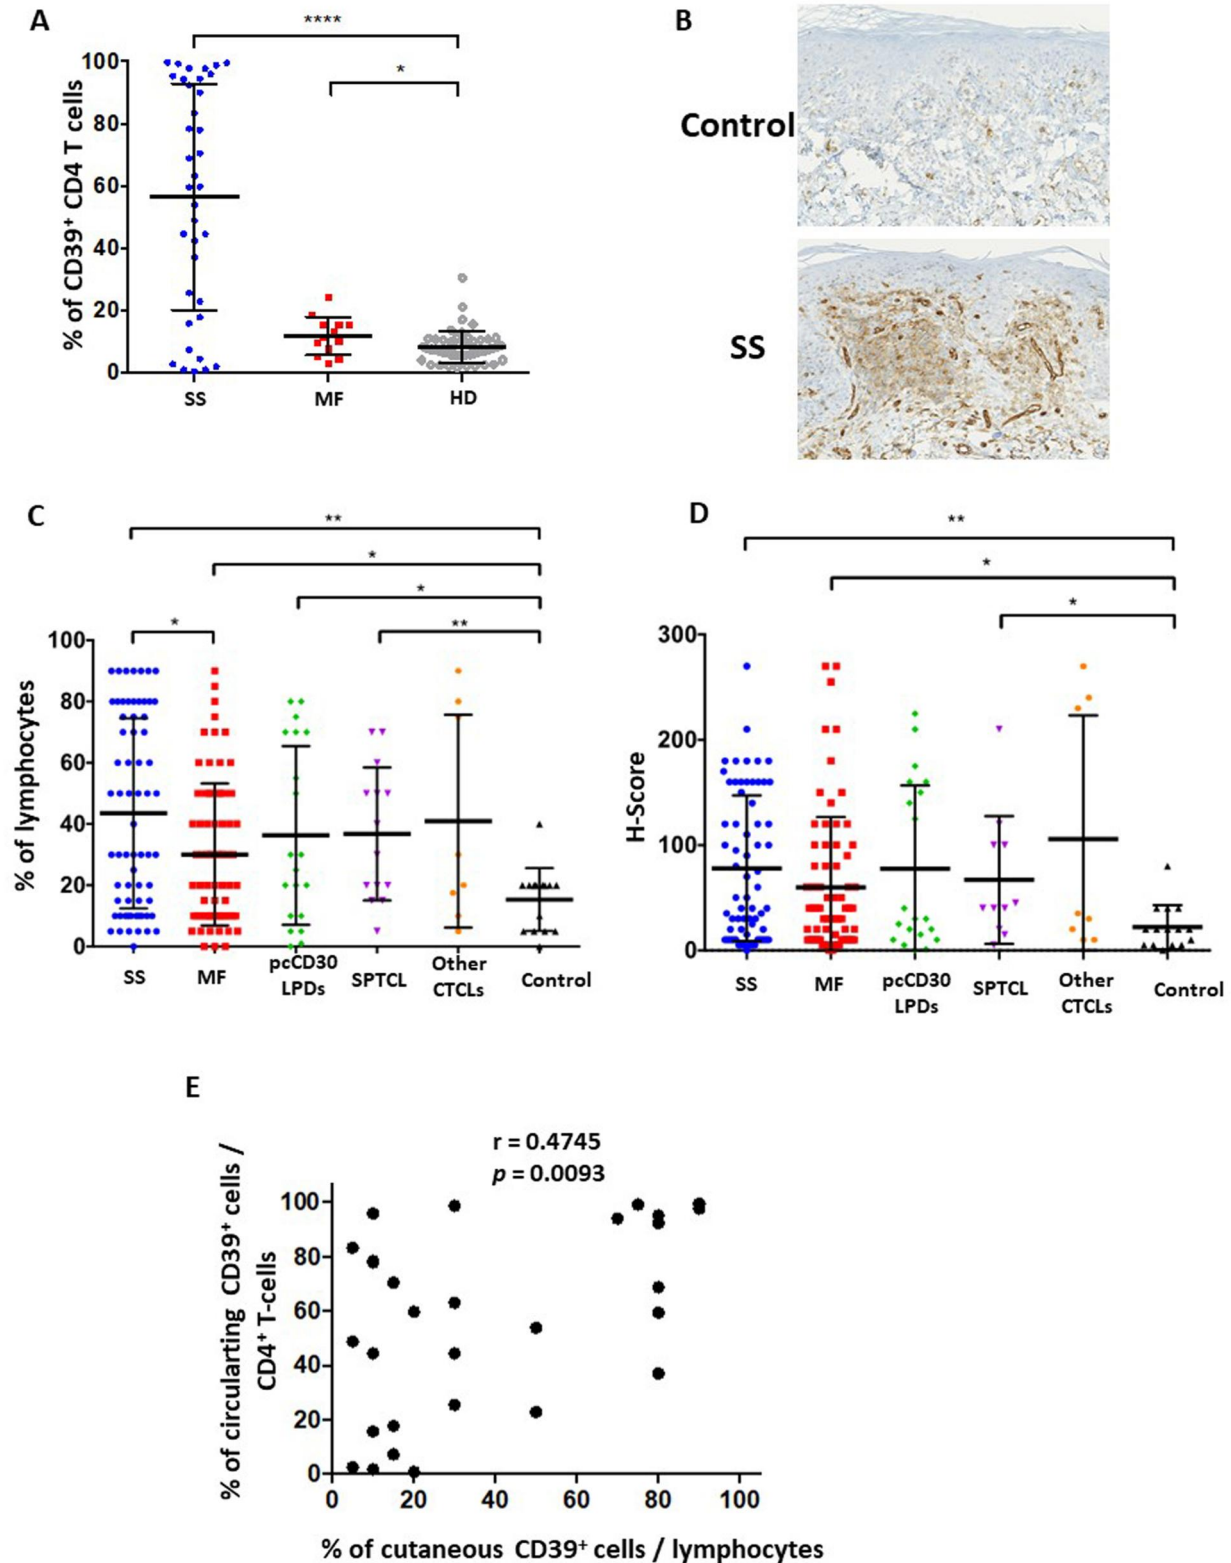 A
****
*
% of CD39+ CD4 T cells
100
80
60
40
20
0
SS
MF
HD
B
Control
SS
C
**
*
*
**
*
% of lymphocytes
100
80
60
40
20
0
SS
MF
pcCD30
LPDs
SPTCL
Other
CTCLs
Control
D
**
*
*
H-Score
300
200
100
0
SS
MF
pcCD30
LPDs
SPTCL
Other
CTCLs
Control
E
r = 0.4745
p = 0.0093
% of circularting CD39+ cells /
CD4+ T-cells
100
80
60
40
20
0
0 20 40 60 80 100
% of cutaneous CD39+ cells / lymphocytes